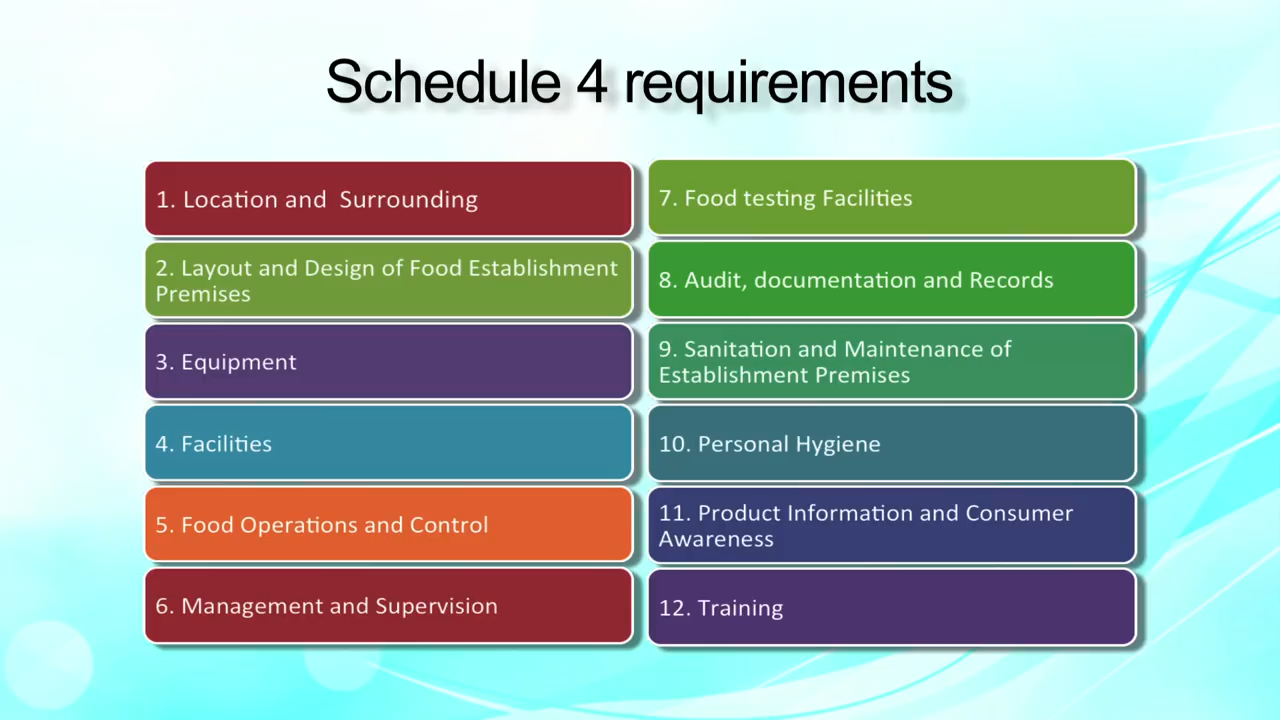 Schedule 4 requirements
1. Location and  Surrounding
2. Layout and Design of Food Establishment
Premises
3. Equipment
4. Facilities
5. Food Operations and Control
6. Management and Supervision
7. Food testing Facilities
8. Audit, documentation and Records
9. Sanitation and Maintenance of
Establishment Premises
10. Personal Hygiene
11. Product Information and Consumer
Awareness
12. Training